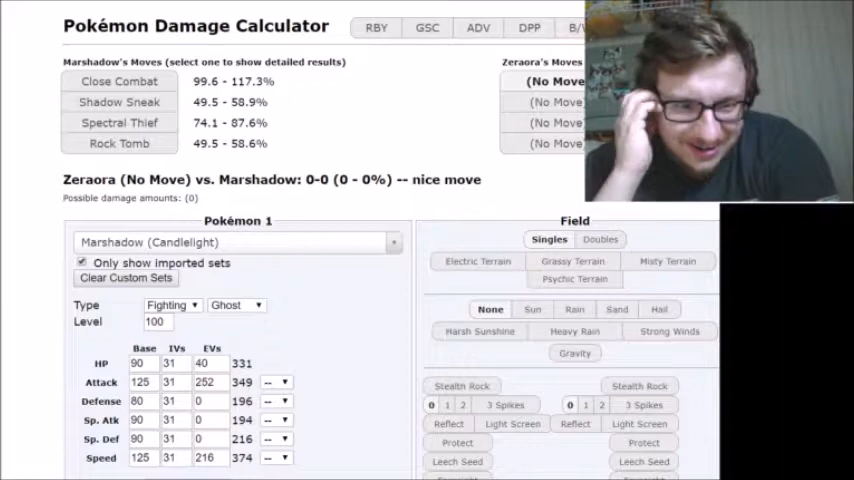 Pokémon Damage Calculator RBY GSC ADV DPP B/W
Marshadow's Moves (select one to show detailed results)
Close Combat 99.6 - 117.3%
Shadow Sneak 49.5 - 58.9%
Spectral Thief 74.1 - 87.6%
Rock Tomb 49.5 - 58.6%
Zeraora's Moves
(No Move
(No Move
(No Move
(No Move
Zeraora (No Move) vs. Marshadow: 0-0 (0 - 0%) -- nice move
Possible damage amounts: (0)
Pokémon 1
Marshadow (Candlelight)
Only show imported sets
Clear Custom Sets
Type Fighting Ghost
Level 100
Base IVs EVs
HP 90 31 40 331
Attack 125 31 252 349 --
Defense 80 31 0 196 --
Sp. Atk 90 31 0 194 --
Sp. Def 90 31 0 216 --
Speed 125 31 216 374 --
Field
Singles Doubles
Electric Terrain Grassy Terrain Misty Terrain
Psychic Terrain
None Sun Rain Sand Hail
Harsh Sunshine Heavy Rain Strong Winds
Gravity
Stealth Rock Stealth Rock
0 1 2 3 Spikes 0 1 2 3 Spikes
Reflect Light Screen Reflect Light Screen
Protect Protect
Leech Seed Leech Seed